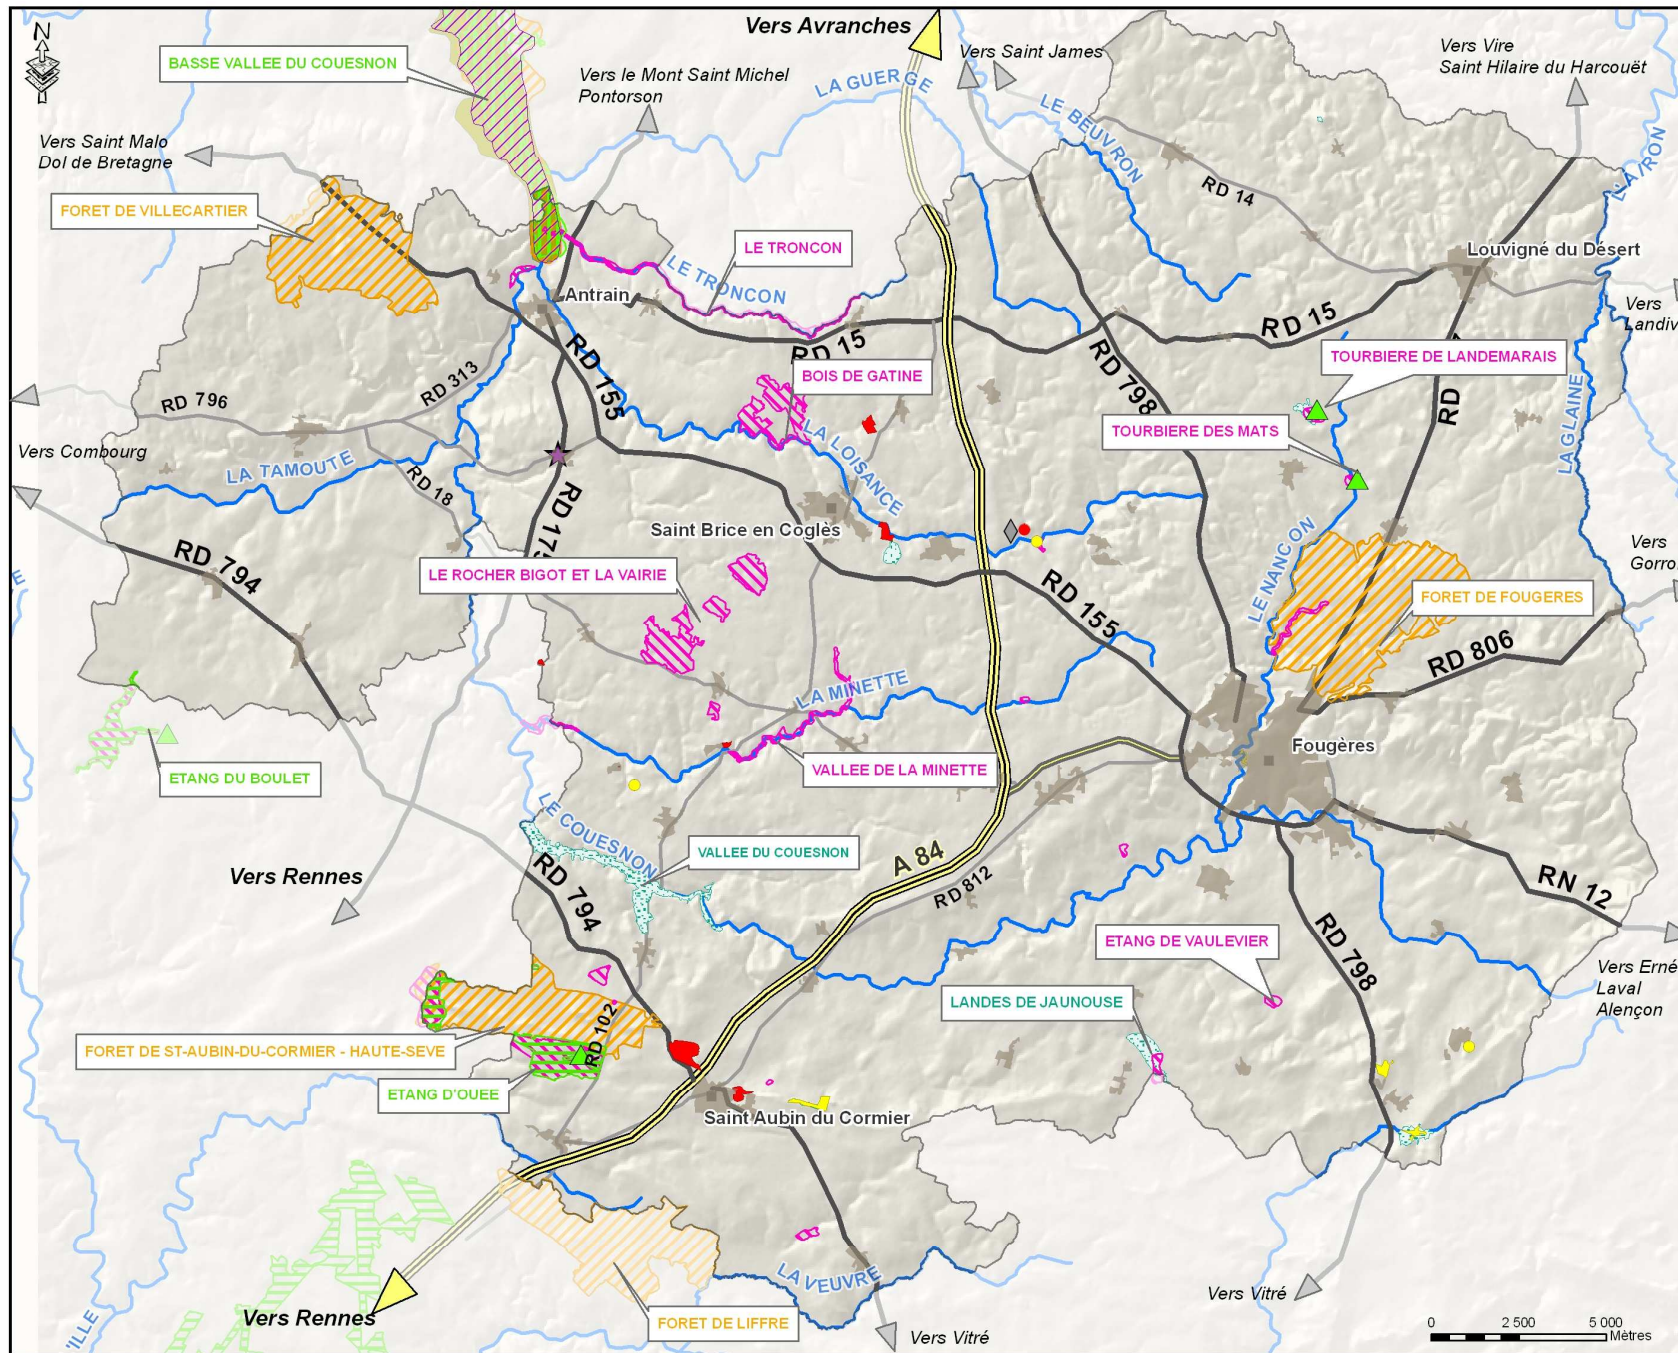 Vers Avranches
N
BASSE VALLEE DU COUESNON
Vers Saint James
Vers Vire
Saint Hilaire du Harcouët
Vers le Mont Saint Michel
Pontorson
LA GUERGE
LE BEUVRON
Vers Saint Malo
Dol de Bretagne
L'AIRON
RD 14
FORET DE VILLECARTIER
LE TRONCON
LE TRONCON
Louvigné du Désert
Antrain
Vers
RD 15
RD 15
TOURBIERE DE LANDEMARAIS
RD 155
RD 798
BOIS DE GATINE
RD 313
RD 796
RD
LA GLAINE
TOURBIERE DES MATS
LA LOISANCE
Vers Combourg
LA TAMOUTE
RD 18
RD 175
Saint Brice en Coglès
RD 794
LE NANCON
Vers
LE ROCHER BIGOT ET LA VAIRIE
RD 155
FORET DE FOUGERES
RD 806
LA MINETTE
Fougères
ETANG DU BOULET
VALLEE DE LA MINETTE
LE COUESNON
VALLEE DU COUESNON
A 84
RD 812
Vers Rennes
RD 794
RN 12
ETANG DE VAULEVIER
RD 798
Vers Erné
Laval
Alençon
LANDES DE JAUNOUSE
RD 102
FORET DE ST-AUBIN-DU-CORMIER - HAUTE-SEVE
ETANG D'OUEE
Saint Aubin du Cormier
LA VEUVRE
Vers Vitré
Vers Rennes
FORET DE LIFFRE
Vers Vitré
'ILLE
0 2 500 5 000
Mètres